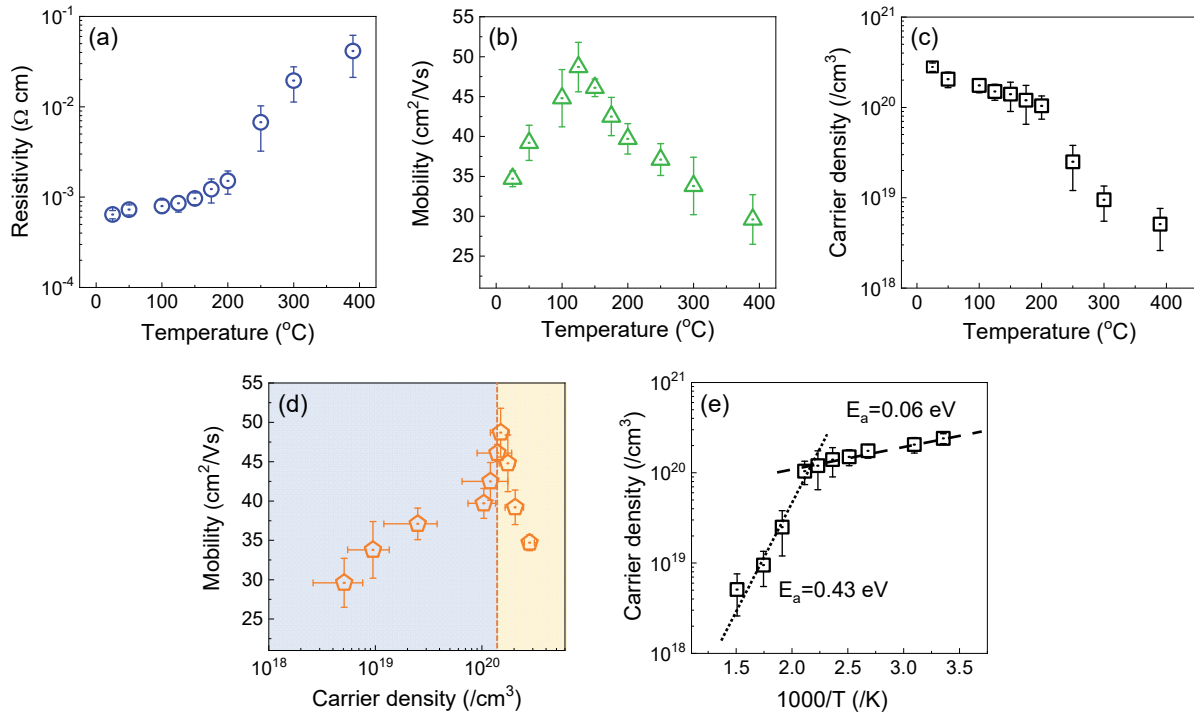 (a)
10^-1
10^-2
10^-3
10^-4
Resistivity (Ω cm)
0 100 200 300 400
Temperature (°C)
(b)
55
50
45
40
35
30
25
Mobility (cm²/Vs)
0 100 200 300 400
Temperature (°C)
(c)
10^21
10^20
10^19
10^18
Carrier density (/cm³)
0 100 200 300 400
Temperature (°C)
(d)
55
50
45
40
35
30
25
Mobility (cm²/Vs)
10^18 10^19 10^20
Carrier density (/cm³)
(e)
10^21
10^20
10^19
10^18
Carrier density (/cm³)
E_a=0.06 eV
E_a=0.43 eV
1.5 2.0 2.5 3.0 3.5
1000/T (/K)